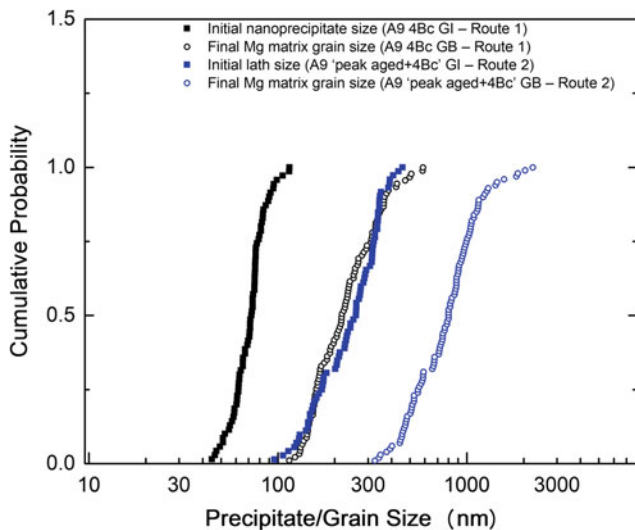 Initial nanoprecipitate size (A9 4Bc GI – Route 1)
Final Mg matrix grain size (A9 4Bc GB – Route 1)
Initial lath size (A9 ‘peak aged+4Bc’ GI – Route 2)
Final Mg matrix grain size (A9 ‘peak aged+4Bc’ GB – Route 2)
1.5
1.0
0.5
0.0
Cumulative Probability
10 30 100 300 1000 3000
Precipitate/Grain Size (nm)